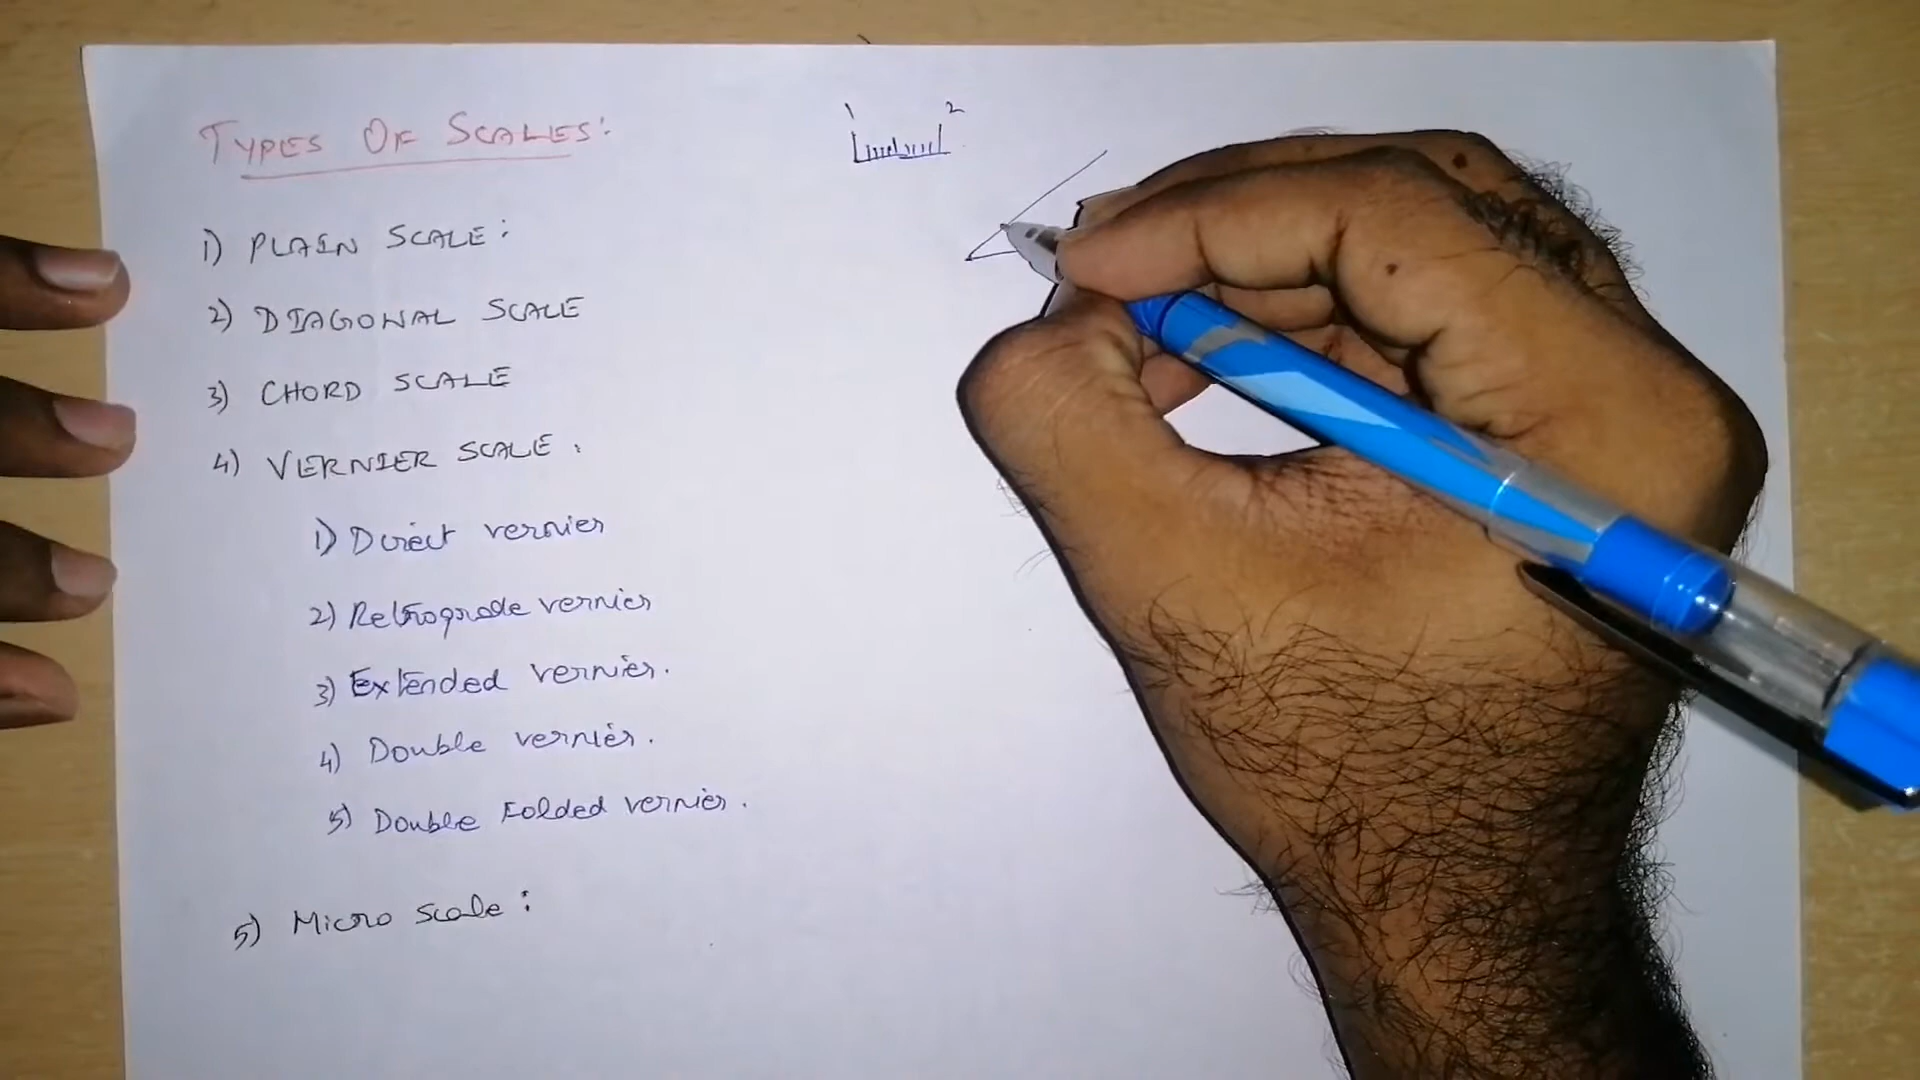 TYPES OF SCALES:
1 2
1) PLAIN SCALE:
2) DIAGONAL SCALE
3) CHORD SCALE
4) VERNIER SCALE :
1) Direct vernier
2) Retrograde vernier
3) Extended vernier.
4) Double vernier.
5) Double Folded vernier.
5) Micro scale :